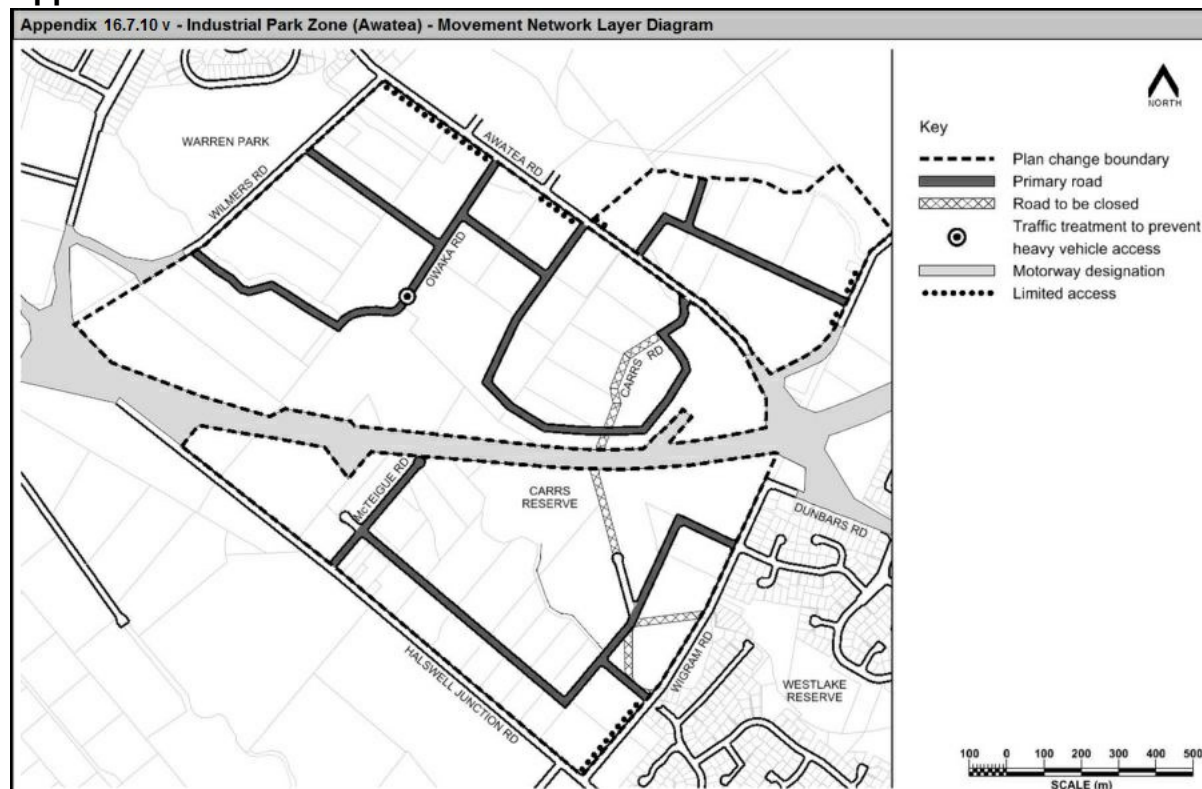 Appendix 16.7.10 v - Industrial Park Zone (Awatea) - Movement Network Layer Diagram
NORTH
Key
Plan change boundary
Primary road
Road to be closed
Traffic treatment to prevent
heavy vehicle access
Motorway designation
Limited access
WARREN PARK
AWATEA RD
WILMERS RD
OWAKA RD
CARRS RD
McTEIGUE RD
CARRS
RESERVE
DUNBARS RD
HALSWELL JUNCTION RD
WIGRAM RD
WESTLAKE
RESERVE
100 0 100 200 300 400 500
SCALE (m)